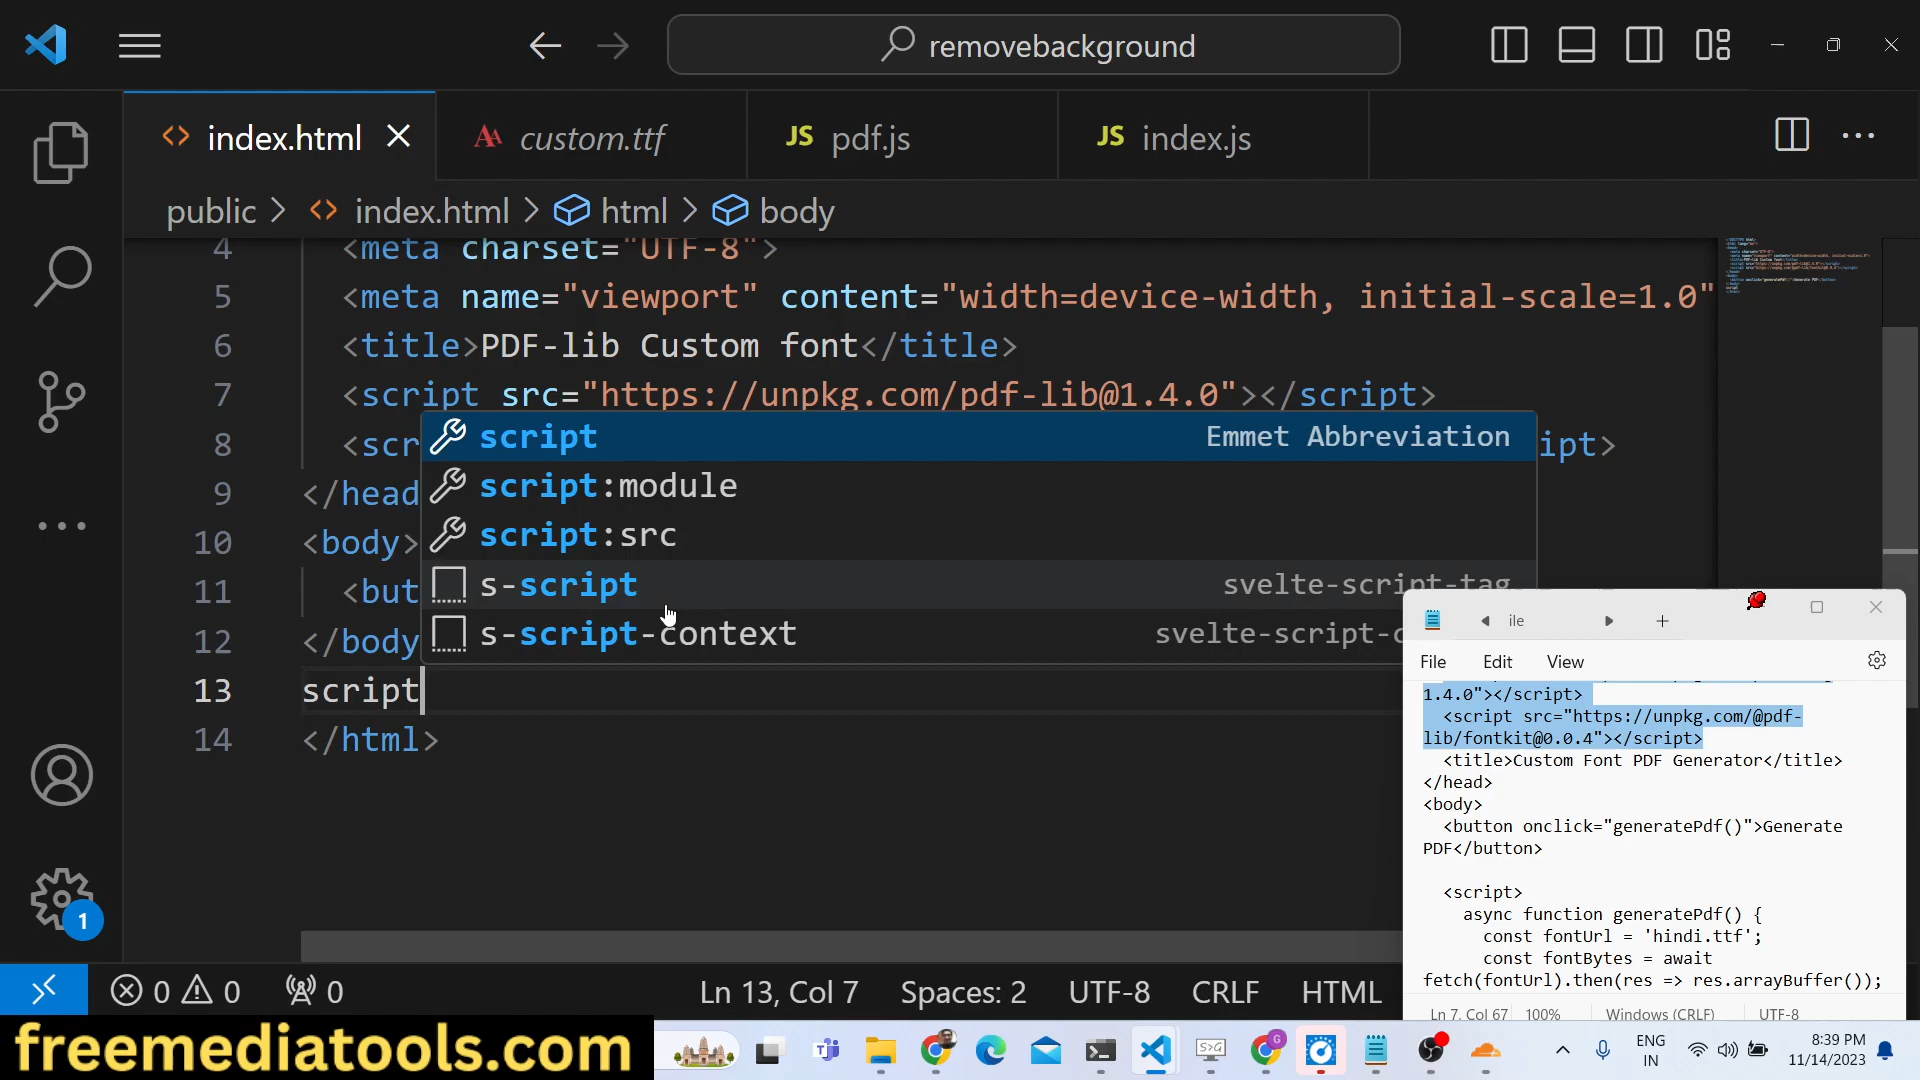 removebackground
index.html
custom.ttf
JS pdf.js
JS index.js
public > index.html > html > body
4 <meta charset="UTF-8">
5 <meta name="viewport" content="width=device-width, initial-scale=1.0"
6 <title>PDF-lib Custom font</title>
7 <script src="https://unpkg.com/pdf-lib@1.4.0"></script>
8 <scr
ipt>
9 </head
10 <body>
11 <but
12 </body
13 script
14 </html>
script Emmet Abbreviation
script:module
script:src
s-script svelte-script-tag
s-script-context svelte-script-c
ile
File Edit View
1.4.0"></script>
<script src="https://unpkg.com/@pdf-
lib/fontkit@0.0.4"></script>
<title>Custom Font PDF Generator</title>
</head>
<body>
<button onclick="generatePdf()">Generate
PDF</button>
<script>
async function generatePdf() {
const fontUrl = 'hindi.ttf';
const fontBytes = await
fetch(fontUrl).then(res => res.arrayBuffer());
Ln 7, Col 67 100% Windows (CRLF) UTF-8
1
0 0 0
Ln 13, Col 7 Spaces: 2 UTF-8 CRLF HTML
freemediatools.com
ENG
IN
8:39 PM
11/14/2023